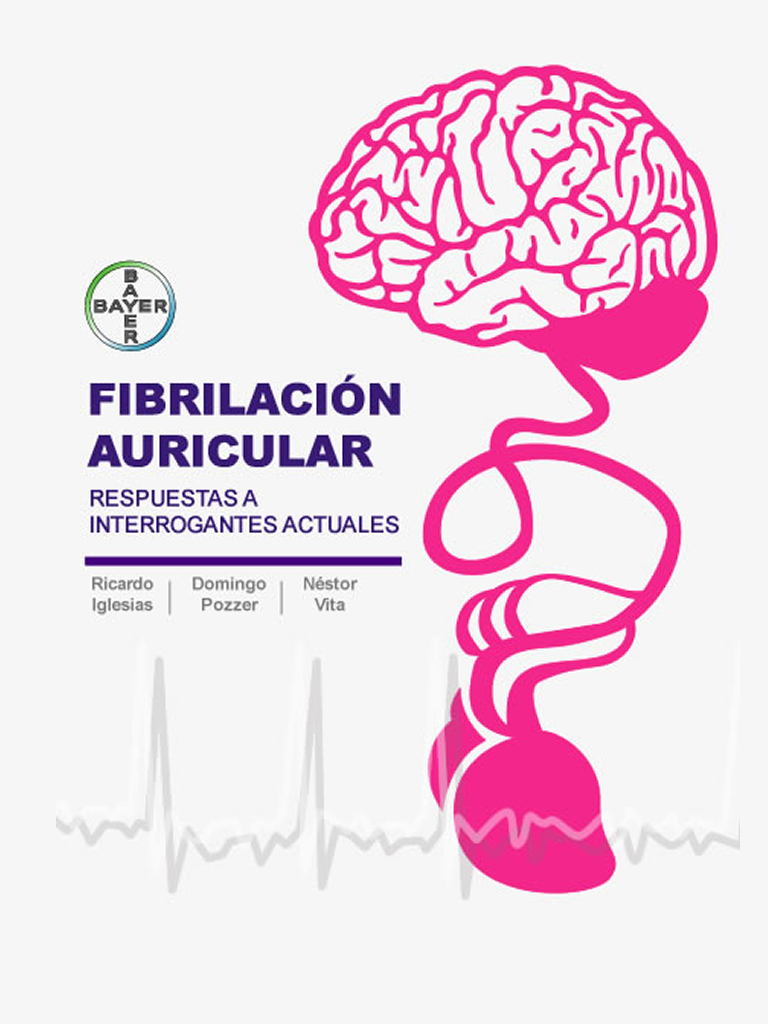 BAYER
BAYER
FIBRILACIÓN
AURICULAR
RESPUESTAS A
INTERROGANTES ACTUALES
Ricardo
Iglesias
Domingo
Pozzer
Néstor
Vita